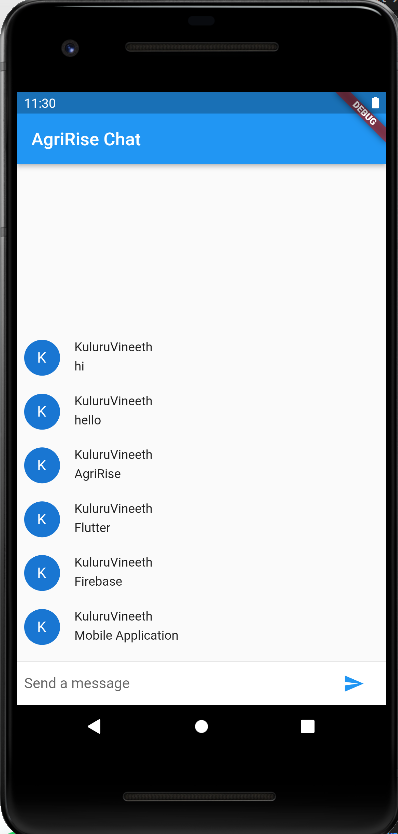 11:30
DEBUG
AgriRise Chat
K
KuluruVineeth
hi
K
KuluruVineeth
hello
K
KuluruVineeth
AgriRise
K
KuluruVineeth
Flutter
K
KuluruVineeth
Firebase
K
KuluruVineeth
Mobile Application
Send a message